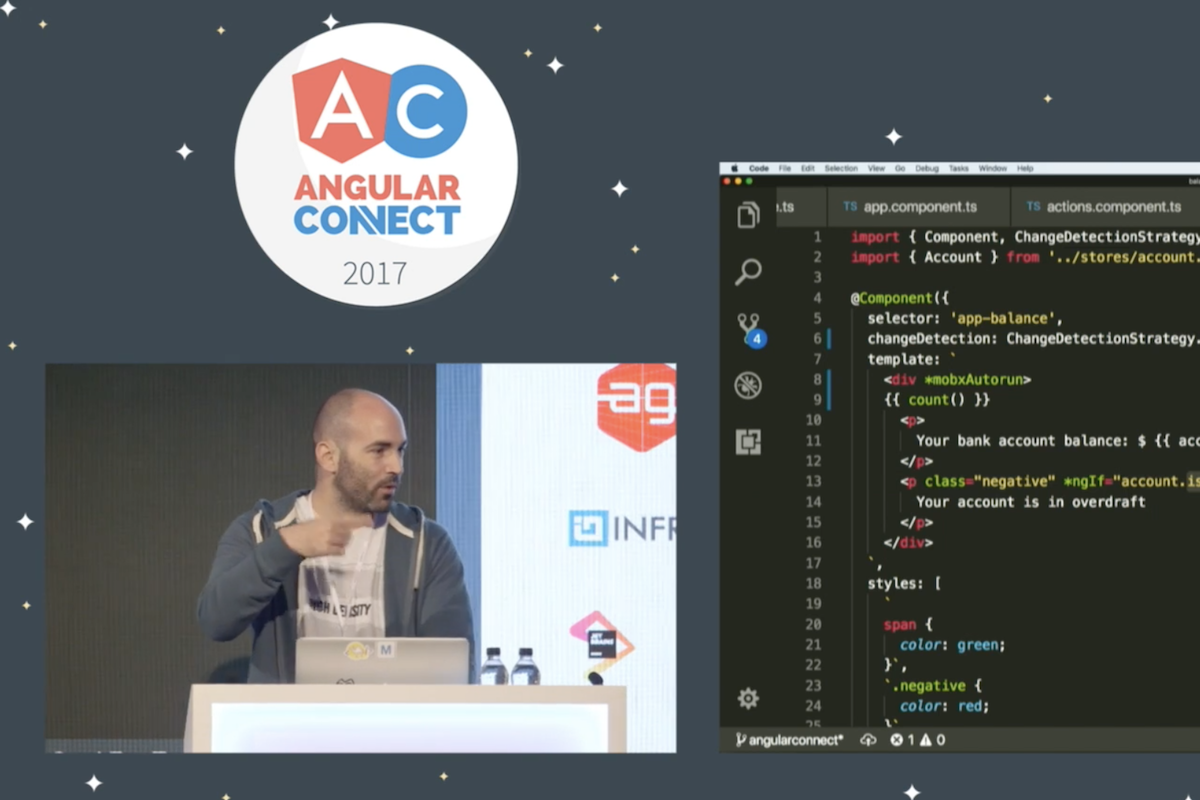 A C
ANGULAR
CONNECT
2017
ag
INFR
JET
BRAINS
M
Code File Edit Selection View Go Debug Tasks Window Help
.ts TS app.component.ts TS actions.component.ts
1 import { Component, ChangeDetectionStrategy
2 import { Account } from '../stores/account.
3
4 @Component({
5 selector: 'app-balance',
6 changeDetection: ChangeDetectionStrategy.
7 template: `
8 <div *mobxAutorun>
9 {{ count() }}
10 <p>
11 Your bank account balance: $ {{ acc
12 </p>
13 <p class="negative" *ngIf="account.is
14 Your account is in overdraft
15 </p>
16 </div>
17 `,
18 styles: [
19 `
20 span {
21 color: green;
22 }`,
23 `.negative {
24 color: red;
25 }`
4
angularconnect* 1 0